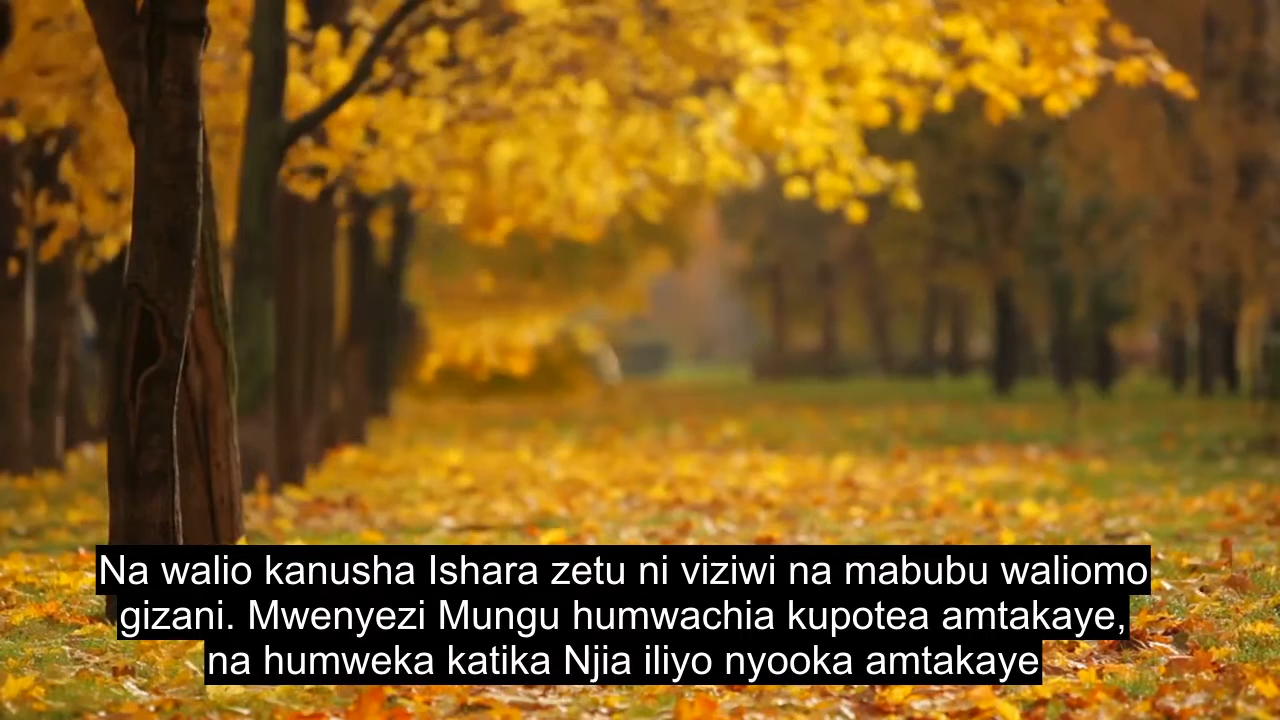 Na walio kanusha Ishara zetu ni viziwi na mabubu waliomo
gizani. Mwenyezi Mungu humwachia kupotea amtakaye,
na humweka katika Njia iliyo nyooka amtakaye